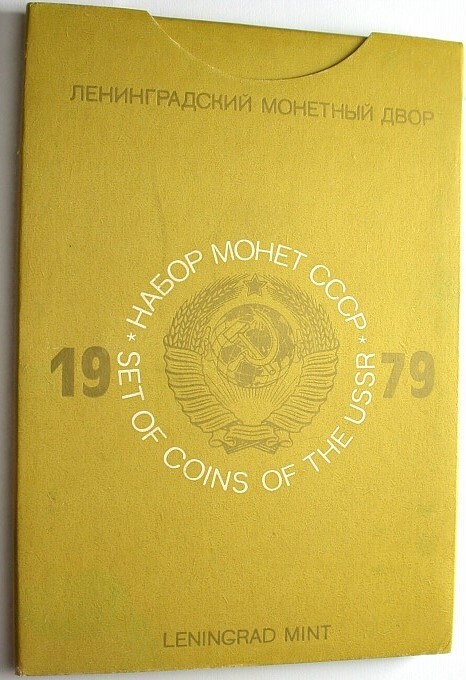 ЛЕНИНГРАДСКИЙ МОНЕТНЫЙ ДВОР
* НАБОР МОНЕТ СССР *
19 79
SET OF COINS OF THE USSR
LENINGRAD MINT